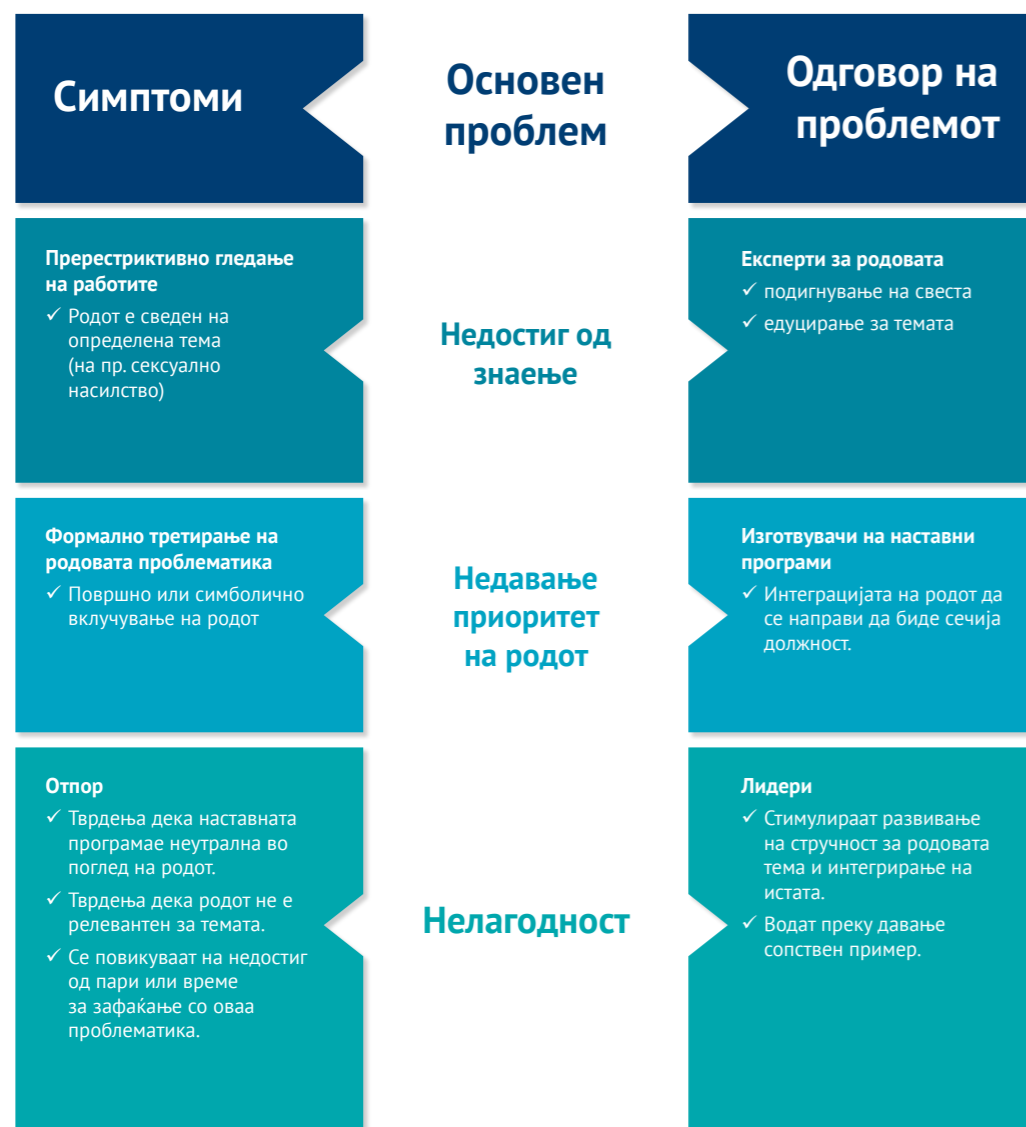 Симптоми
Основен
проблем
Одговор на
проблемот
Пререстриктивно гледање
на работите
✓ Родот е сведен на
определена тема
(на пр. сексуално
насилство)
Недостиг од
знаење
Експерти за родовата
✓ подигнување на свеста
✓ едуцирање за темата
Формално третирање на
родовата проблематика
✓ Површно или симболично
вклучување на родот
Недавање
приоритет
на родот
Изготвувачи на наставни
програми
✓ Интеграцијата на родот да
се направи да биде сечија
должност.
Отпор
✓ Тврдења дека наставната
програмае неутрална во
поглед на родот.
✓ Тврдења дека родот не е
релевантен за темата.
✓ Се повикуваат на недостиг
од пари или време
за зафаќање со оваа
проблематика.
Нелагодност
Лидери
✓ Стимулираат развивање
на стручност за родовата
тема и интегрирање на
истата.
✓ Водат преку давање
сопствен пример.